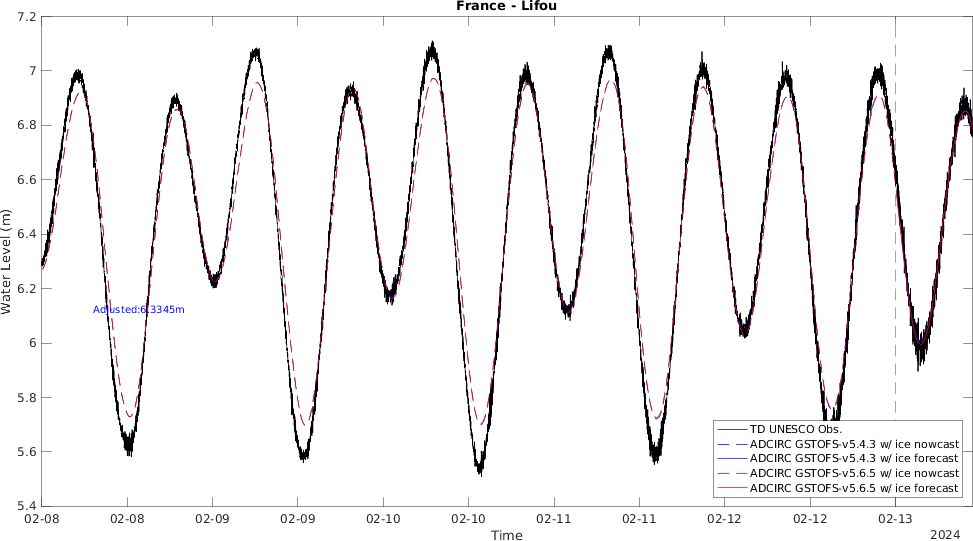 France - Lifou
7.2
7
6.8
6.6
6.4
6.2
6
5.8
5.6
5.4
Water Level (m)
Adjusted:6.3345m
TD UNESCO Obs.
ADCIRC GSTOFS-v5.4.3 w/ ice nowcast
ADCIRC GSTOFS-v5.4.3 w/ ice forecast
ADCIRC GSTOFS-v5.6.5 w/ ice nowcast
ADCIRC GSTOFS-v5.6.5 w/ ice forecast
02-08 02-08 02-09 02-09 02-10 02-10 02-11 02-11 02-12 02-12 02-13
Time
2024